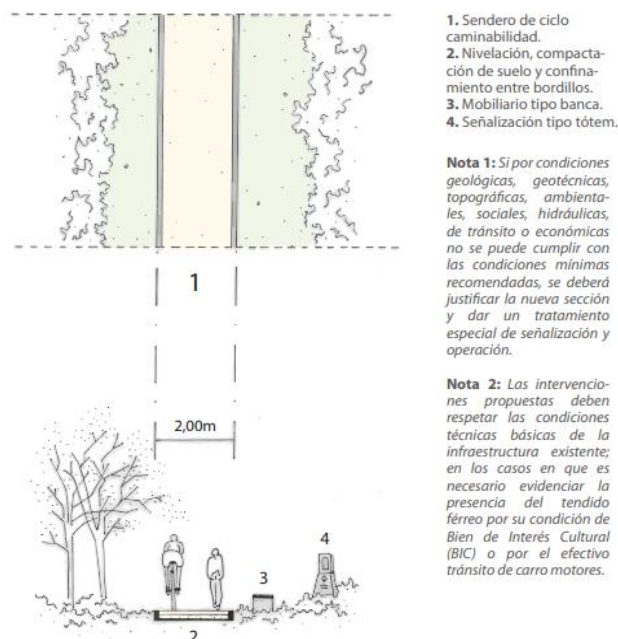 1. Sendero de ciclo
caminabilidad.
2. Nivelación, compacta-
ción de suelo y confina-
miento entre bordillos.
3. Mobiliario tipo banca.
4. Señalización tipo tótem.
Nota 1: Si por condiciones
geológicas, geotécnicas,
topográficas, ambienta-
les, sociales, hidráulicas,
de tránsito o económicas
no se puede cumplir con
las condiciones mínimas
recomendadas, se deberá
justificar la nueva sección
y dar un tratamiento
especial de señalización y
operación.
Nota 2: Las intervencio-
nes propuestas deben
respetar las condiciones
técnicas básicas de la
infraestructura existente;
en los casos en que es
necesario evidenciar la
presencia del tendido
férreo por su condición de
Bien de Interés Cultural
(BIC) o por el efectivo
tránsito de carro motores.
1
2,00m
4
3
2